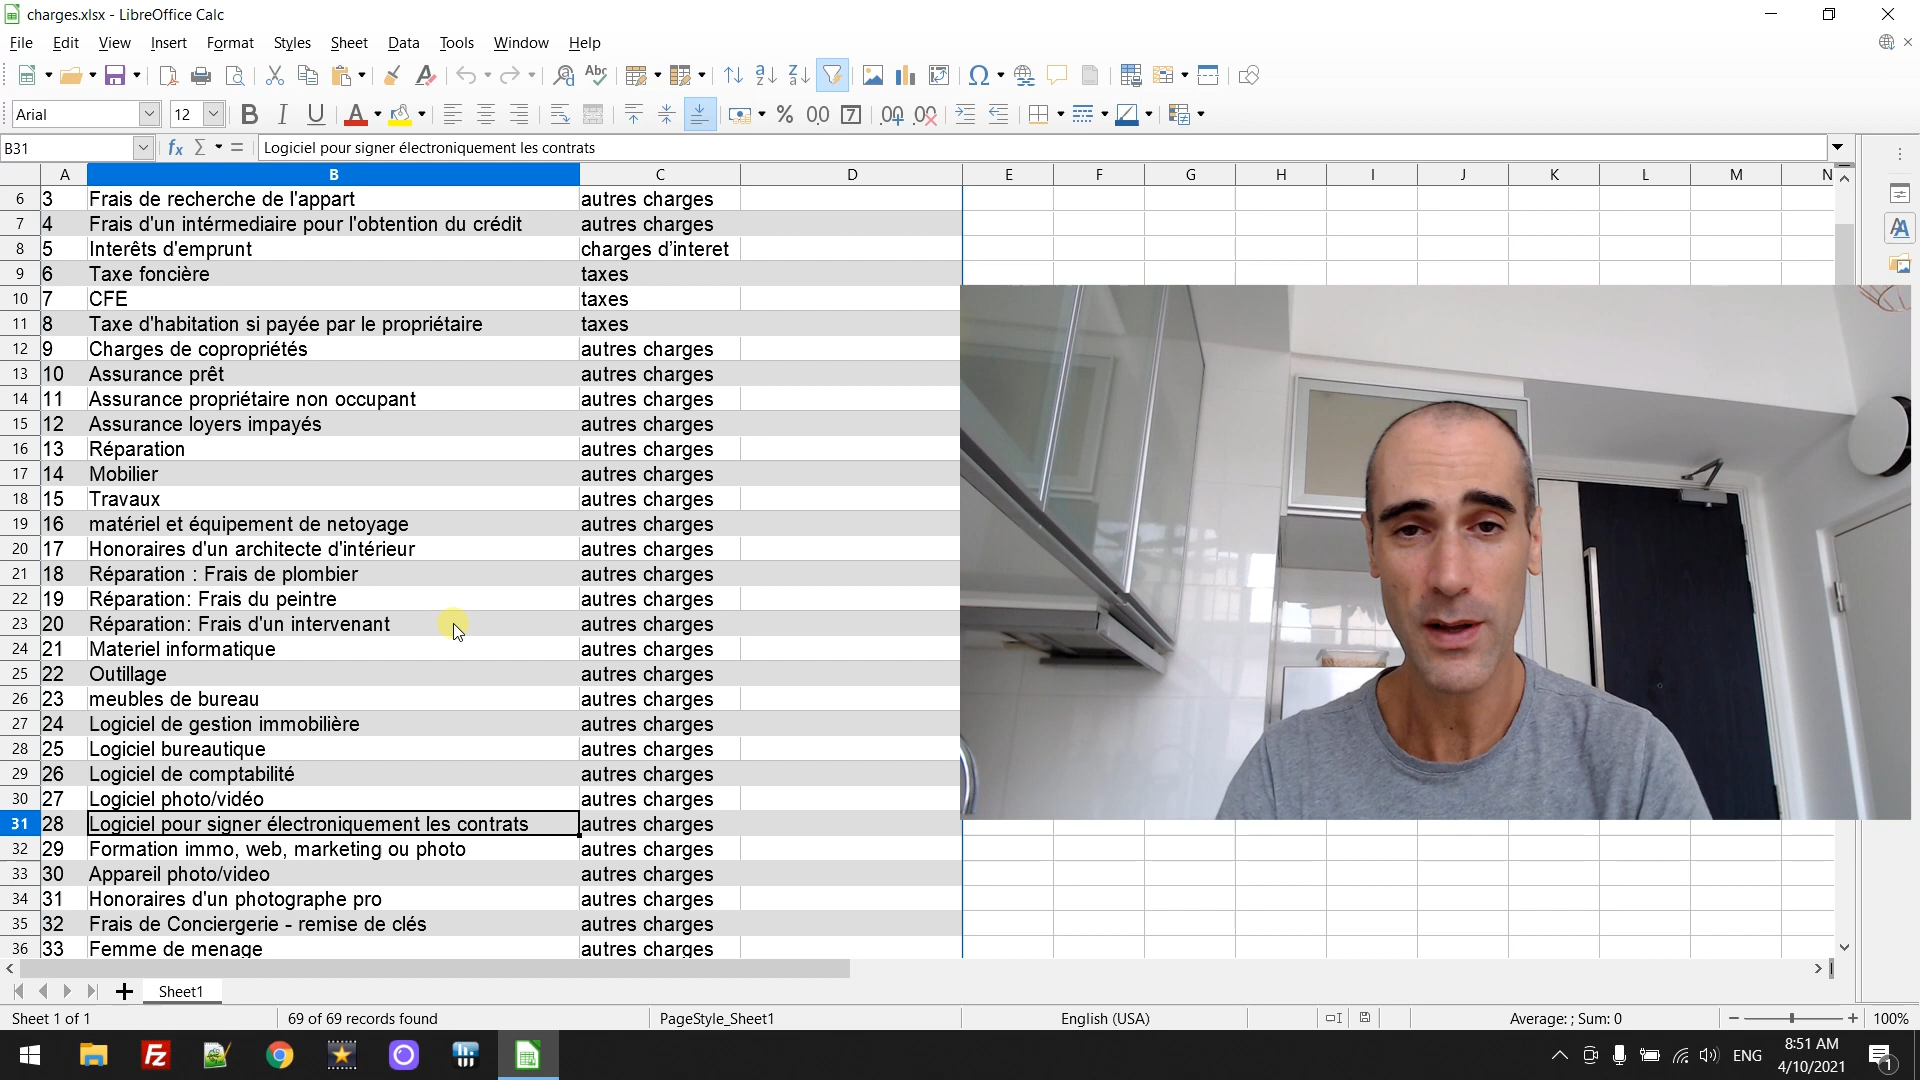 charges.xlsx - LibreOffice Calc
File Edit View Insert Format Styles Sheet Data Tools Window Help
Arial 12
B31 Logiciel pour signer électroniquement les contrats
A B C D E F G H I J K L M N
6 3 Frais de recherche de l'appart autres charges
7 4 Frais d'un intérmediaire pour l'obtention du crédit autres charges
8 5 Interêts d'emprunt charges d'interet
9 6 Taxe foncière taxes
10 7 CFE taxes
11 8 Taxe d'habitation si payée par le propriétaire taxes
12 9 Charges de copropriétés autres charges
13 10 Assurance prêt autres charges
14 11 Assurance propriétaire non occupant autres charges
15 12 Assurance loyers impayés autres charges
16 13 Réparation autres charges
17 14 Mobilier autres charges
18 15 Travaux autres charges
19 16 matériel et équipement de netoyage autres charges
20 17 Honoraires d'un architecte d'intérieur autres charges
21 18 Réparation : Frais de plombier autres charges
22 19 Réparation: Frais du peintre autres charges
23 20 Réparation: Frais d'un intervenant autres charges
24 21 Materiel informatique autres charges
25 22 Outillage autres charges
26 23 meubles de bureau autres charges
27 24 Logiciel de gestion immobilière autres charges
28 25 Logiciel bureautique autres charges
29 26 Logiciel de comptabilité autres charges
30 27 Logiciel photo/vidéo autres charges
31 28 Logiciel pour signer électroniquement les contrats autres charges
32 29 Formation immo, web, marketing ou photo autres charges
33 30 Appareil photo/video autres charges
34 31 Honoraires d'un photographe pro autres charges
35 32 Frais de Conciergerie - remise de clés autres charges
36 33 Femme de menage autres charges
Sheet1
Sheet 1 of 1 69 of 69 records found PageStyle_Sheet1 English (USA) Average: ; Sum: 0 100%
ENG 8:51 AM
4/10/2021 1